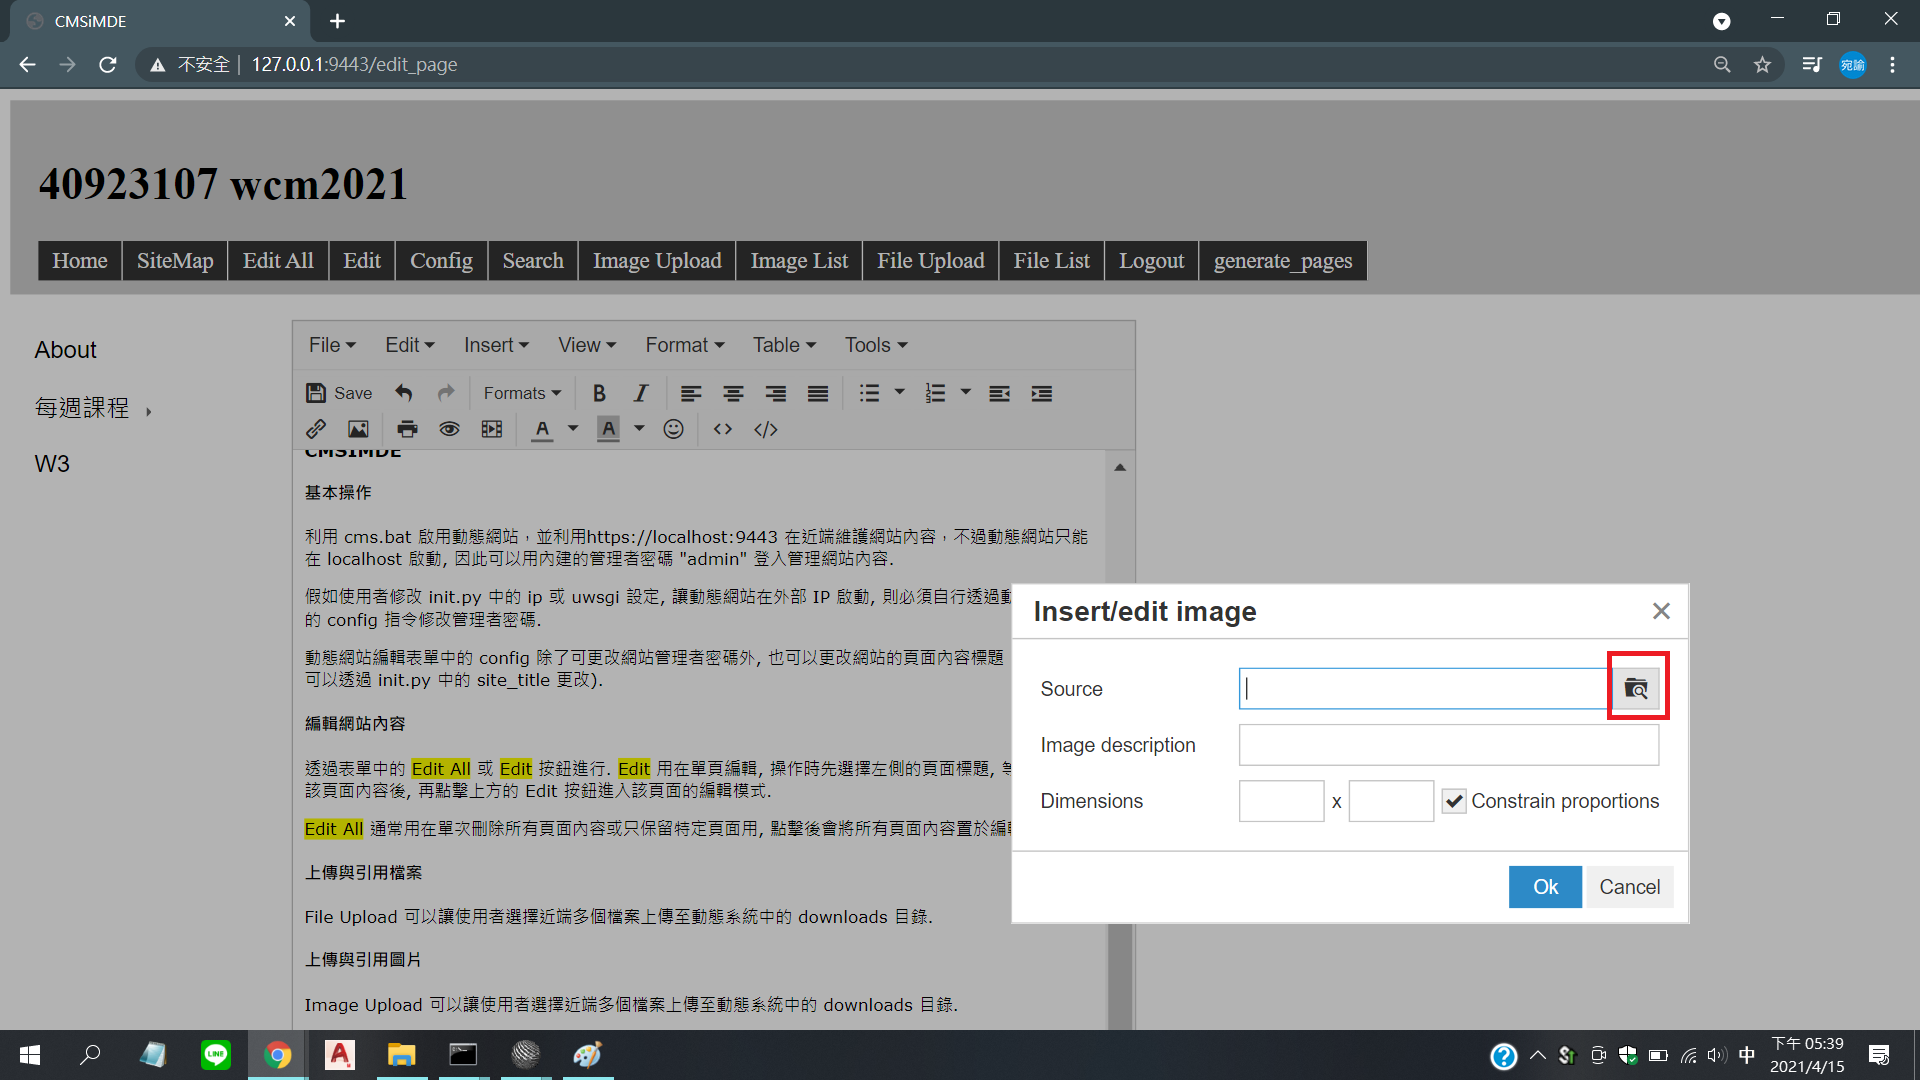 CMSiMDE
不安全 127.0.0.1:9443/edit_page
宛諭
40923107 wcm2021
Home SiteMap Edit All Edit Config Search Image Upload Image List File Upload File List Logout generate_pages
About
每週課程
W3
File Edit Insert View Format Table Tools
Save Formats B I
A A
CMSiMDE
基本操作
利用 cms.bat 啟用動態網站，並利用https://localhost:9443 在近端維護網站內容，不過動態網站只能
在 localhost 啟動, 因此可以用內建的管理者密碼 "admin" 登入管理網站內容.
假如使用者修改 init.py 中的 ip 或 uwsgi 設定, 讓動態網站在外部 IP 啟動, 則必須自行透過動
的 config 指令修改管理者密碼.
動態網站編輯表單中的 config 除了可更改網站管理者密碼外, 也可以更改網站的頁面內容標題
可以透過 init.py 中的 site_title 更改).
編輯網站內容
透過表單中的 Edit All 或 Edit 按鈕進行. Edit 用在單頁編輯, 操作時先選擇左側的頁面標題, 等
該頁面內容後, 再點擊上方的 Edit 按鈕進入該頁面的編輯模式.
Edit All 通常用在單次刪除所有頁面內容或只保留特定頁面用, 點擊後會將所有頁面內容置於編輯
上傳與引用檔案
File Upload 可以讓使用者選擇近端多個檔案上傳至動態系統中的 downloads 目錄.
上傳與引用圖片
Image Upload 可以讓使用者選擇近端多個檔案上傳至動態系統中的 downloads 目錄.
Insert/edit image
Source
Image description
Dimensions x Constrain proportions
Ok Cancel
LINE
中
下午 05:39
2021/4/15